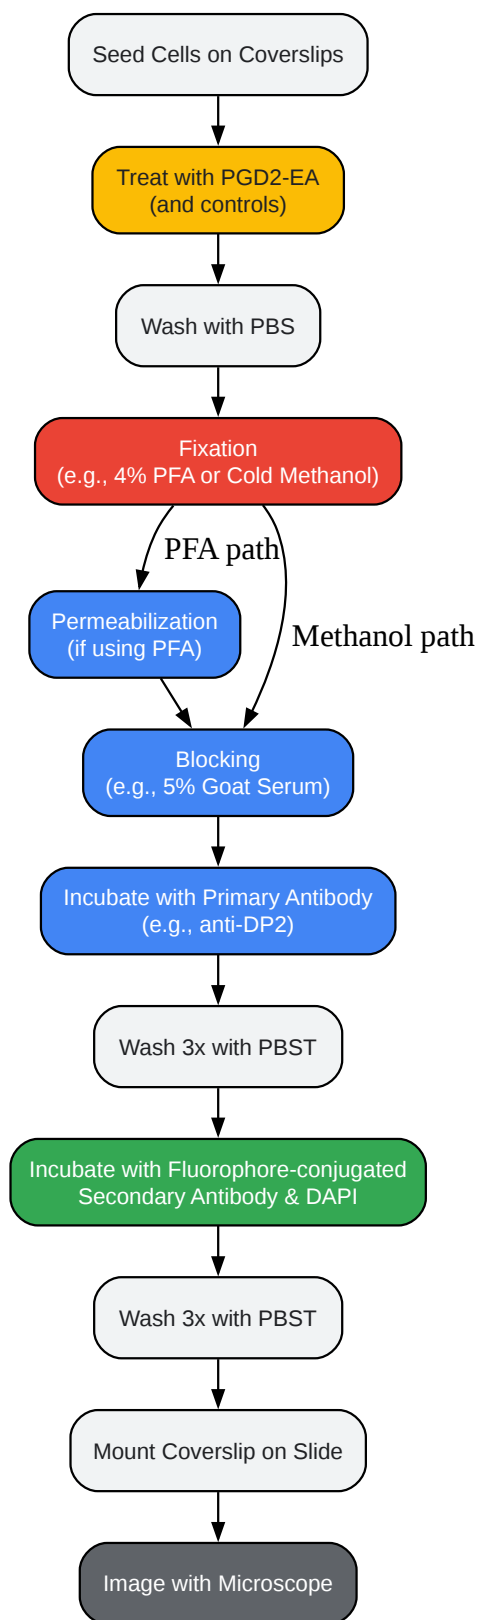 Seed Cells on Coverslips
Treat with PGD2-EA
(and controls)
Wash with PBS
Fixation
(e.g., 4% PFA or Cold Methanol)
PFA path
Permeabilization
(if using PFA)
Methanol path
Blocking
(e.g., 5% Goat Serum)
Incubate with Primary Antibody
(e.g., anti-DP2)
Wash 3x with PBST
Incubate with Fluorophore-conjugated
Secondary Antibody & DAPI
Wash 3x with PBST
Mount Coverslip on Slide
Image with Microscope